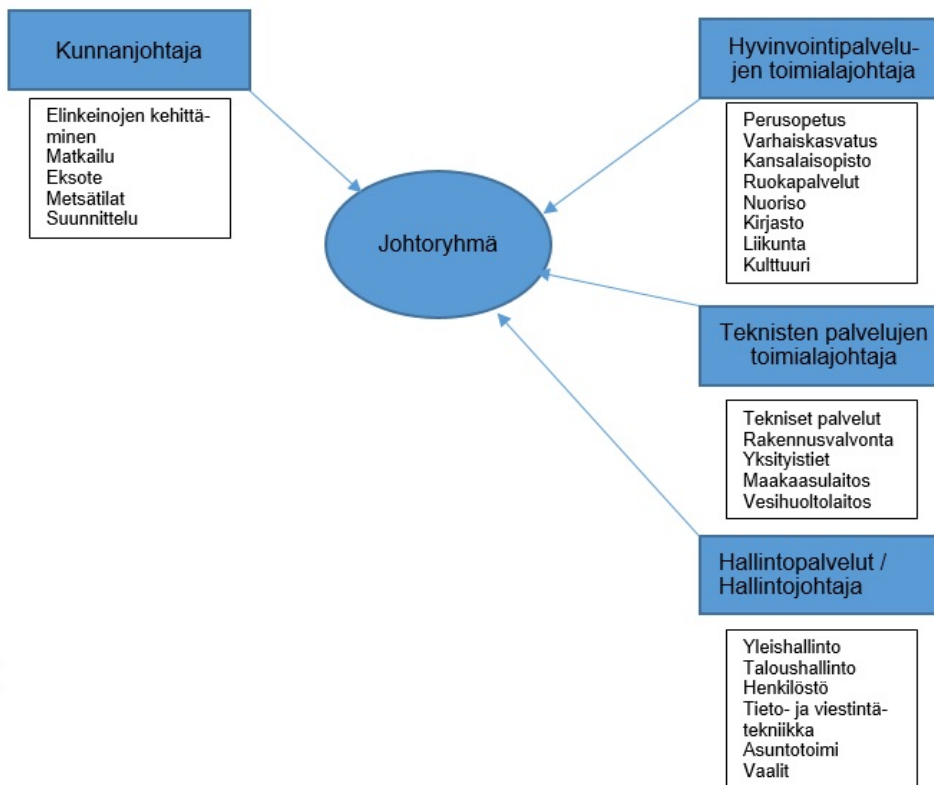 Kunnanjohtaja
Elinkeinojen kehittä-
minen
Matkailu
Eksote
Metsätilat
Suunnittelu
Johtoryhmä
Hyvinvointipalvelu-
jen toimialajohtaja
Perusopetus
Varhaiskasvatus
Kansalaisopisto
Ruokapalvelut
Nuoriso
Kirjasto
Liikunta
Kulttuuri
Teknisten palvelujen
toimialajohtaja
Tekniset palvelut
Rakennusvalvonta
Yksityistiet
Maakaasulaitos
Vesihuoltolaitos
Hallintopalvelut /
Hallintojohtaja
Yleishallinto
Taloushallinto
Henkilöstö
Tieto- ja viestintä-
tekniikka
Asuntotoimi
Vaalit